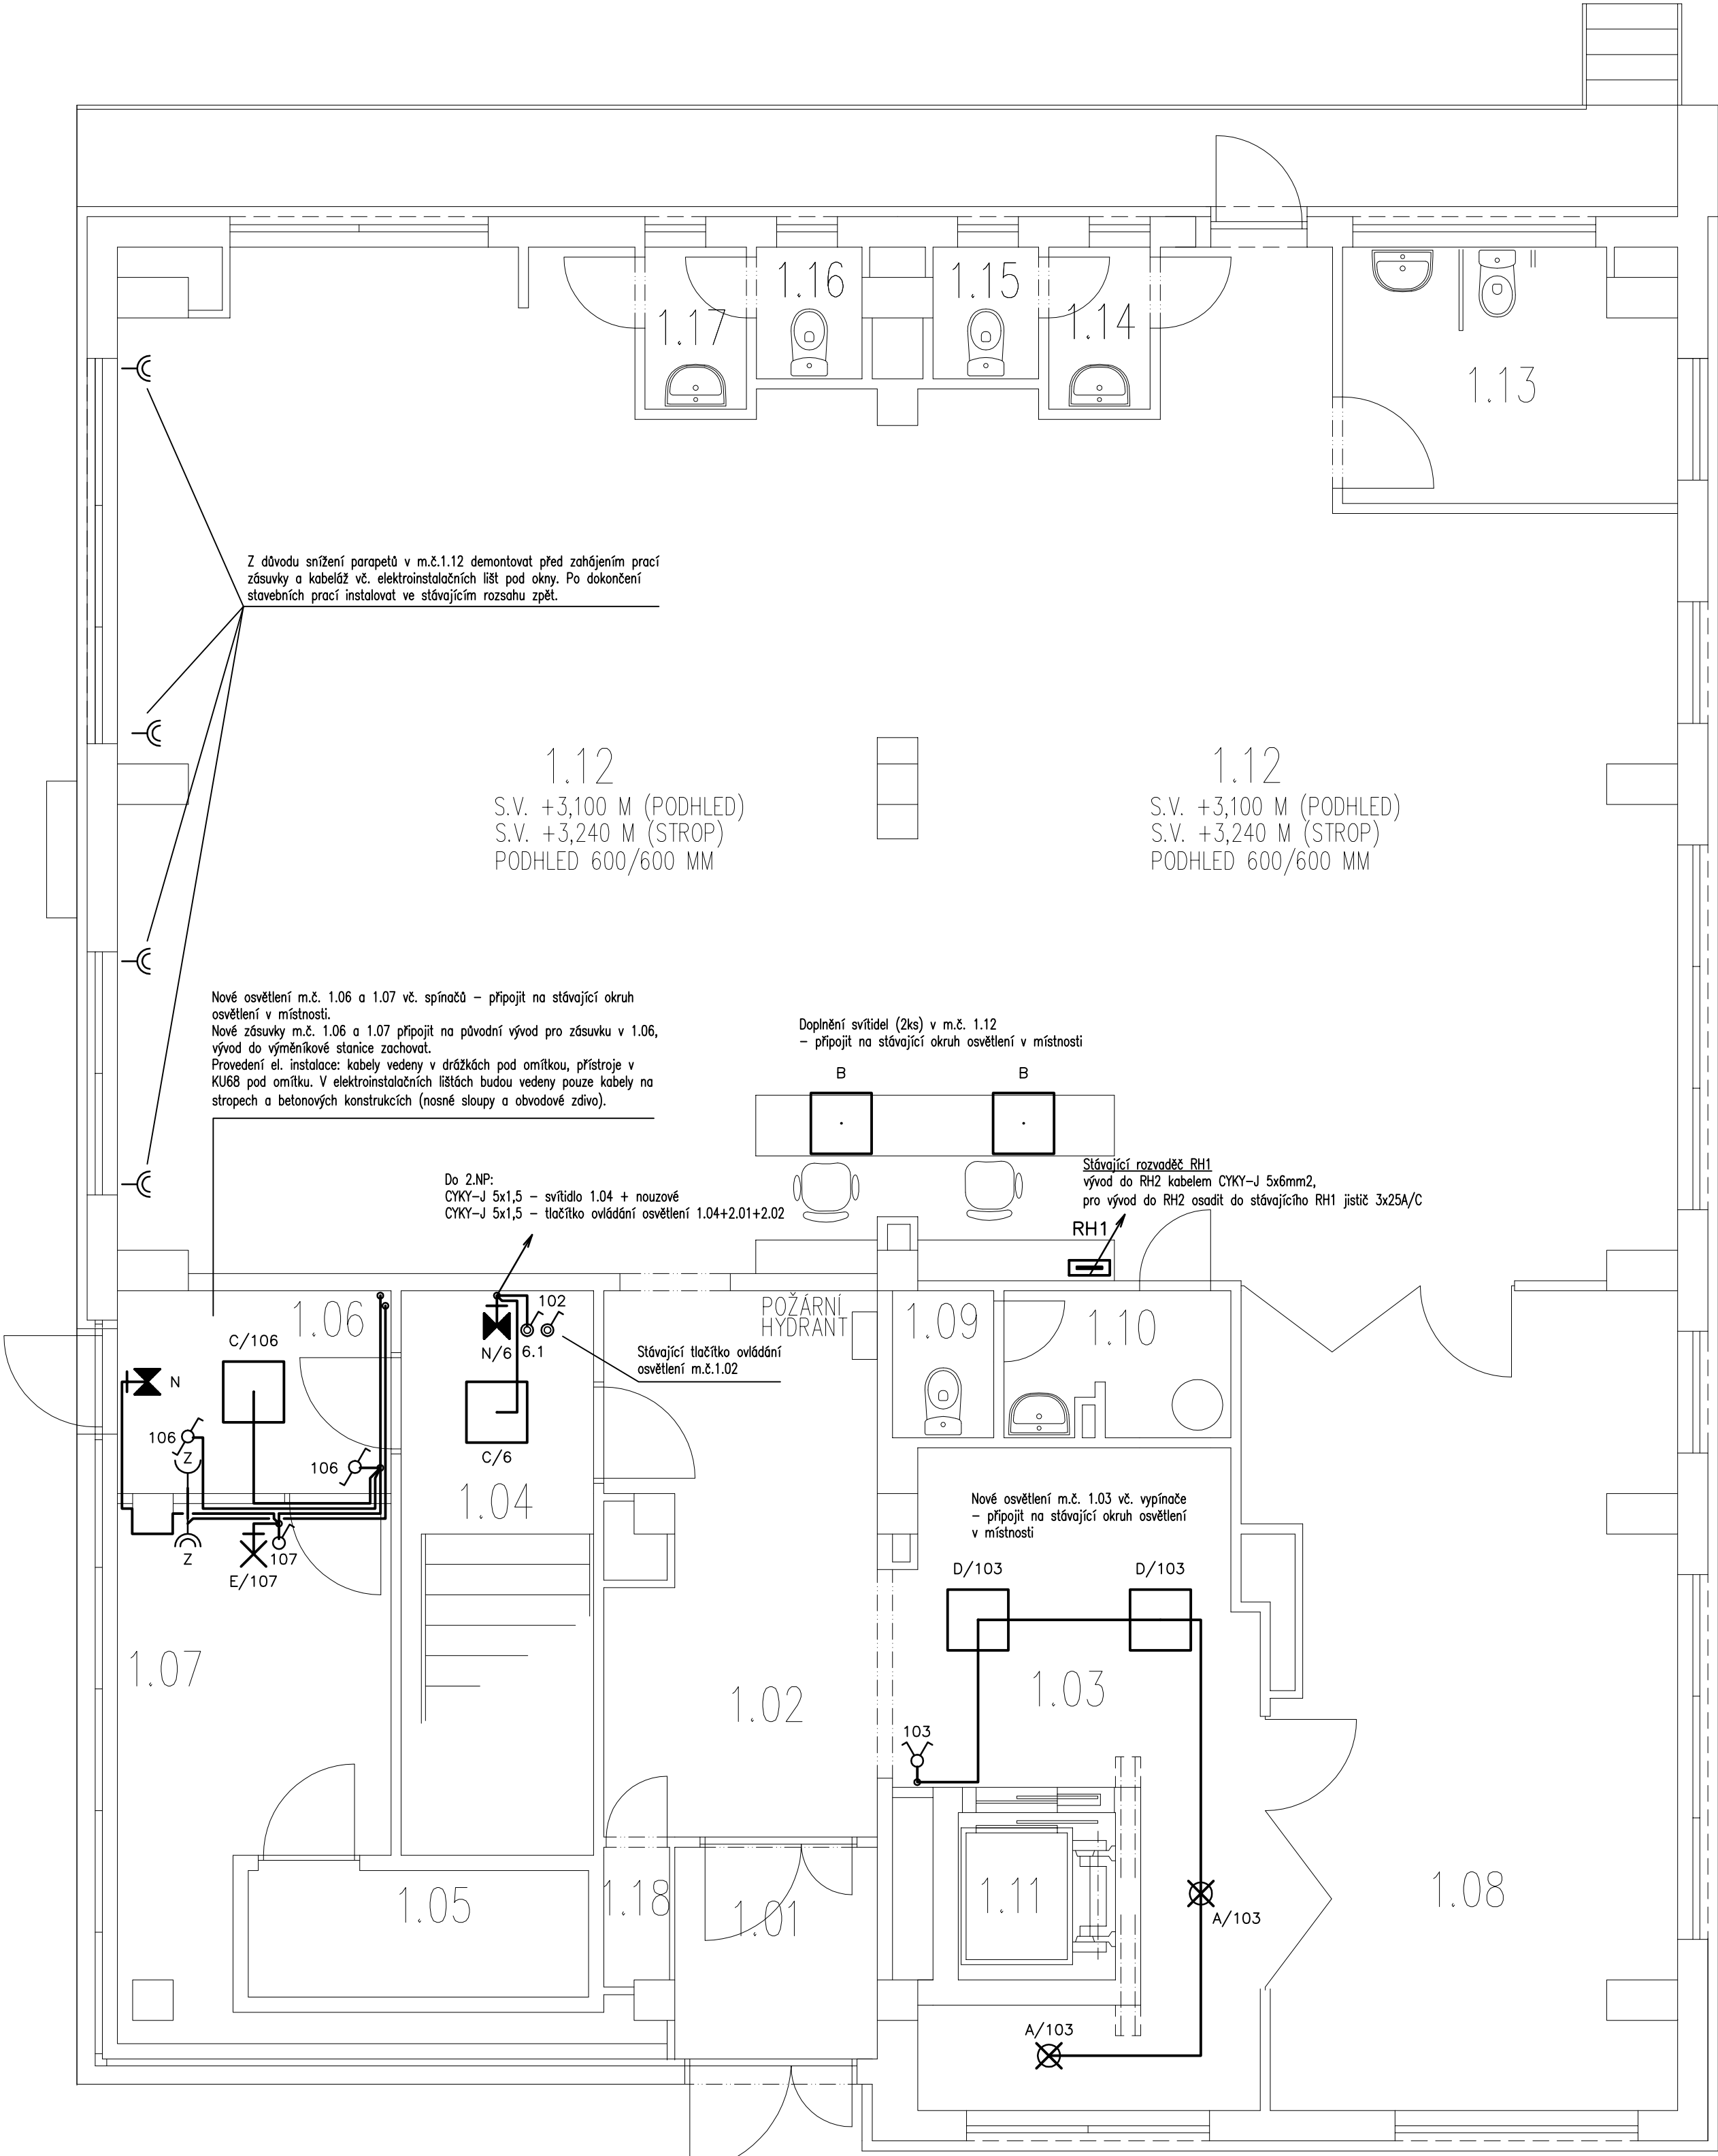 1.16
1.15
1.17
1.14
1.13
Z důvodu snížení parapetů v m.č.1.12 demontovat před zahájením prací
zásuvky a kabeláž vč. elektroinstalačních lišt pod okny. Po dokončení
stavebních prací instalovat ve stávajícím rozsahu zpět.
1.12
S.V. +3,100 M (PODHLED)
S.V. +3,240 M (STROP)
PODHLED 600/600 MM
1.12
S.V. +3,100 M (PODHLED)
S.V. +3,240 M (STROP)
PODHLED 600/600 MM
Nové osvětlení m.č. 1.06 a 1.07 vč. spínačů – připojit na stávající okruh
osvětlení v místnosti.
Nové zásuvky m.č. 1.06 a 1.07 připojit na původní vývod pro zásuvku v 1.06,
vývod do výměníkové stanice zachovat.
Provedení el. instalace: kabely vedeny v drážkách pod omítkou, přístroje v
KU68 pod omítku. V elektroinstalačních lištách budou vedeny pouze kabely na
stropech a betonových konstrukcích (nosné sloupy a obvodové zdivo).
Doplnění svítidel (2ks) v m.č. 1.12
– připojit na stávající okruh osvětlení v místnosti
B
B
Do 2.NP:
CYKY–J 5x1,5 – svítidlo 1.04 + nouzové
CYKY–J 5x1,5 – tlačítko ovládání osvětlení 1.04+2.01+2.02
Stávající rozvaděč RH1
vývod do RH2 kabelem CYKY–J 5x6mm2,
pro vývod do RH2 osadit do stávajícího RH1 jistič 3x25A/C
RH1
1.06
C/106
N
106
Z
106
Z
107
E/107
102
N/6
6.1
Stávající tlačítko ovládání
osvětlení m.č.1.02
C/6
1.04
POŽÁRNÍ
HYDRANT
1.09
1.10
Nové osvětlení m.č. 1.03 vč. vypínače
– připojit na stávající okruh osvětlení
v místnosti
D/103
D/103
1.07
1.02
1.03
103
1.05
1.18
1.01
1.11
A/103
1.08
A/103